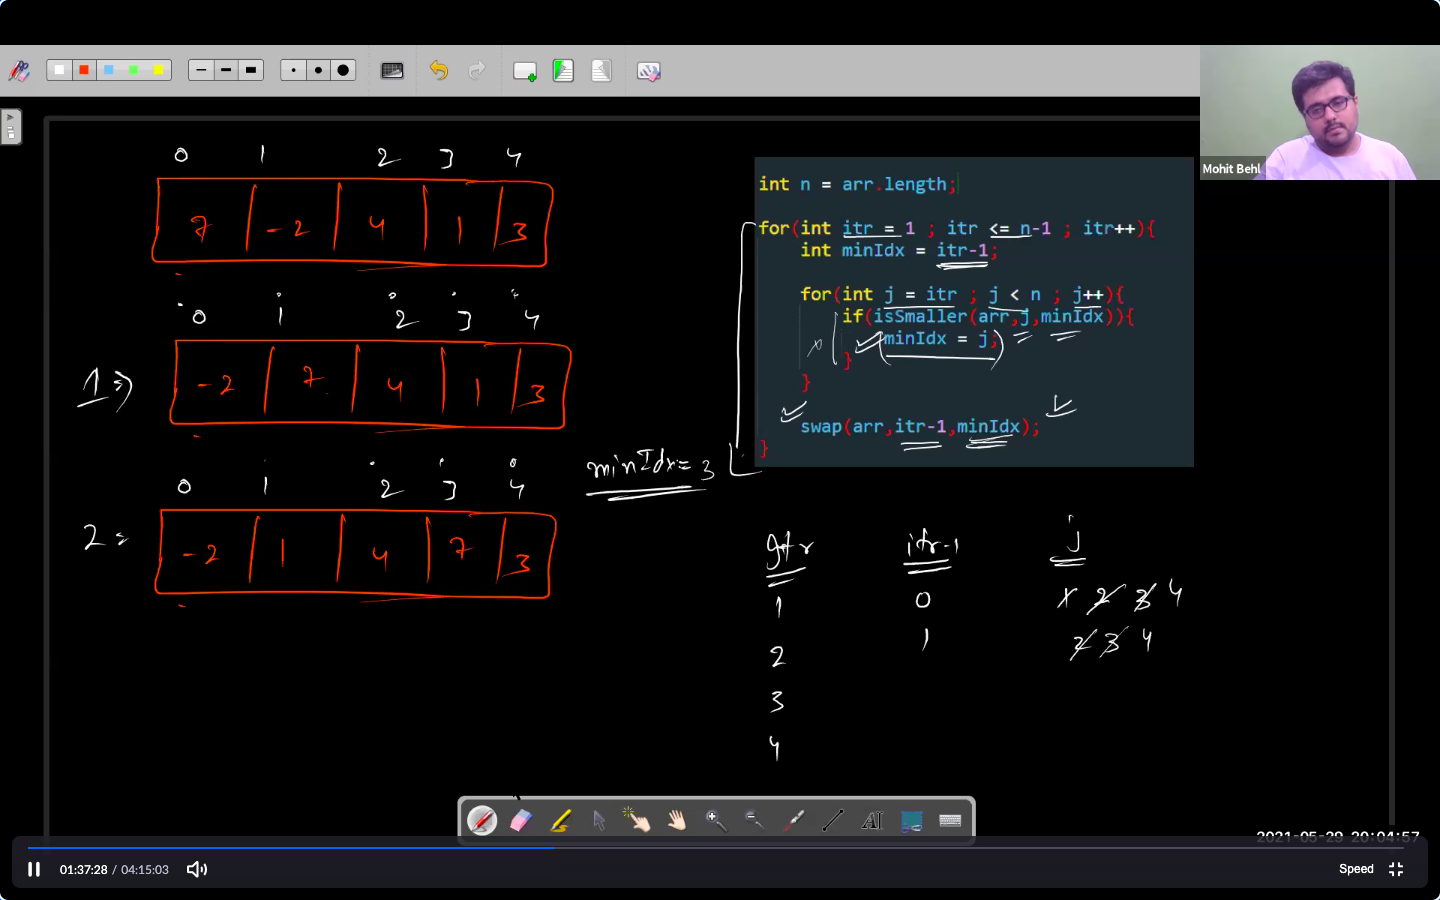 Mohit Behl
0 1 2 3 4
7 -2 4 1 3
0 1 2 3 4
1 => -2 7 4 1 3
0 1 2 3 4
2 = -2 1 4 7 3
minIdx = 3
int n = arr.length;
for(int itr = 1 ; itr <= n-1 ; itr++){
int minIdx = itr-1;
for(int j = itr ; j < n ; j++){
if(isSmaller(arr,j,minIdx)){
minIdx = j;
}
}
swap(arr,itr-1,minIdx);
}
itr itr-1 j
1 0 1 2 3 4
2 1 2 3 4
3
4
AI
2021-05-29 20:04:57
01:37:28 / 04:15:03
Speed